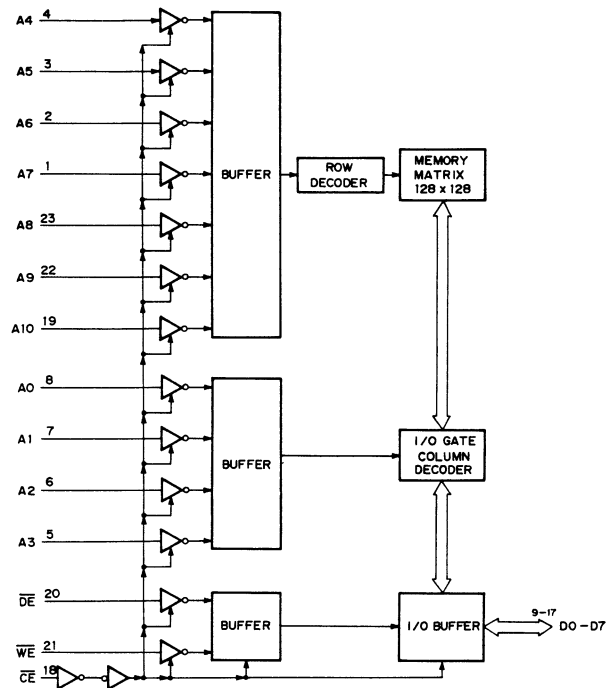 A4 4
A5 3
A6 2
A7 1
A8 23
A9 22
A10 19
BUFFER
ROW
DECODER
MEMORY
MATRIX
128 x 128
A0 8
A1 7
A2 6
A3 5
BUFFER
I/O GATE
COLUMN
DECODER
DE 20
WE 21
CE 18
BUFFER
I/O BUFFER
9-17
D0-D7